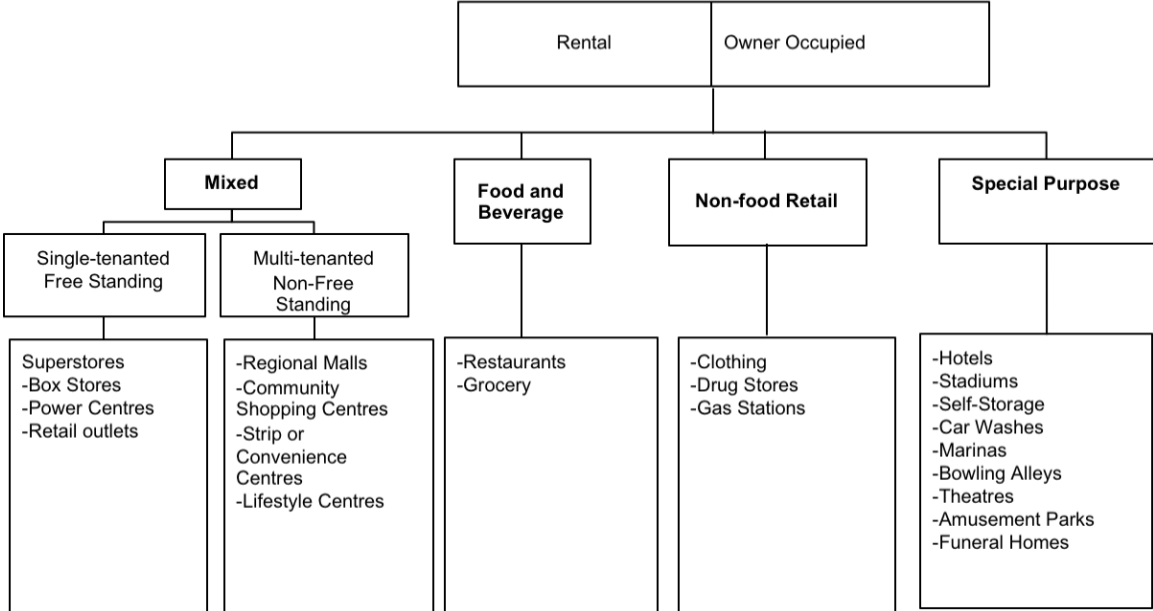 Rental
Owner Occupied
Mixed
Food and
Beverage
Non-food Retail
Special Purpose
Single-tenanted
Free Standing
Multi-tenanted
Non-Free
Standing
Superstores
-Box Stores
-Power Centres
-Retail outlets
-Regional Malls
-Community
Shopping Centres
-Strip or
Convenience
Centres
-Lifestyle Centres
-Restaurants
-Grocery
-Clothing
-Drug Stores
-Gas Stations
-Hotels
-Stadiums
-Self-Storage
-Car Washes
-Marinas
-Bowling Alleys
-Theatres
-Amusement Parks
-Funeral Homes